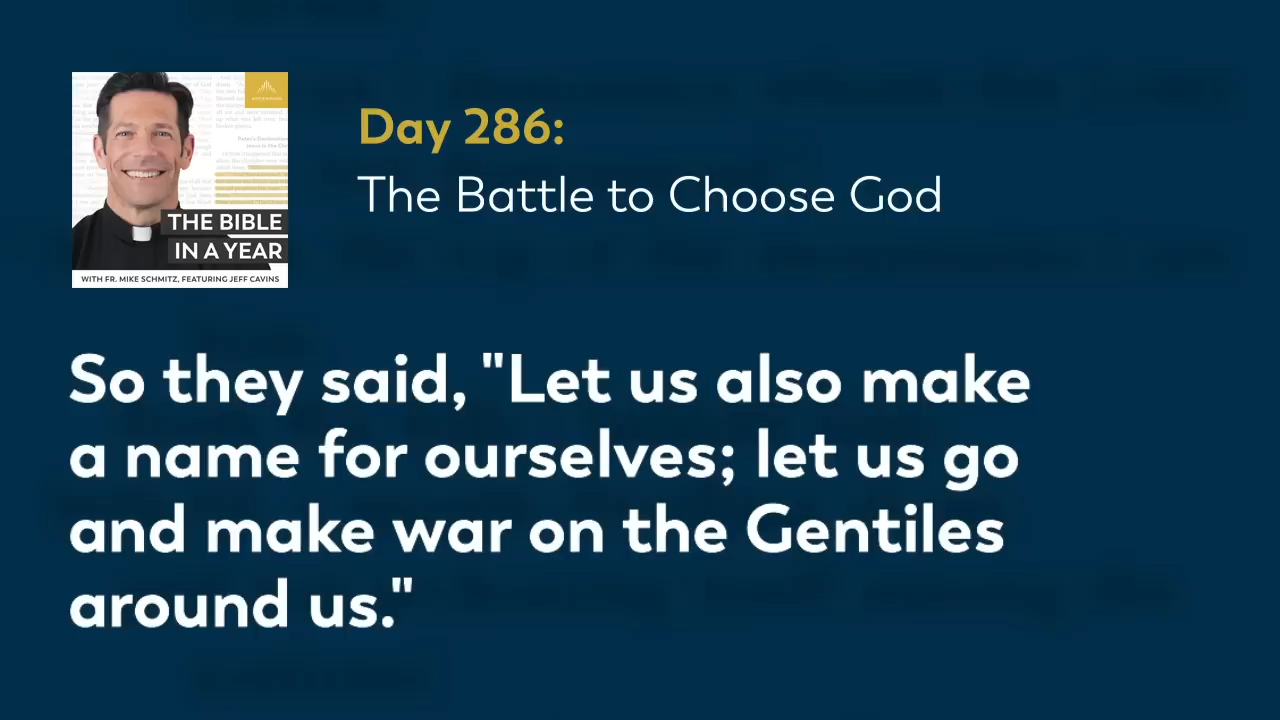 THE BIBLE
IN A YEAR
WITH FR. MIKE SCHMITZ, FEATURING JEFF CAVINS
Day 286:
The Battle to Choose God
So they said, "Let us also make
a name for ourselves; let us go
and make war on the Gentiles
around us."